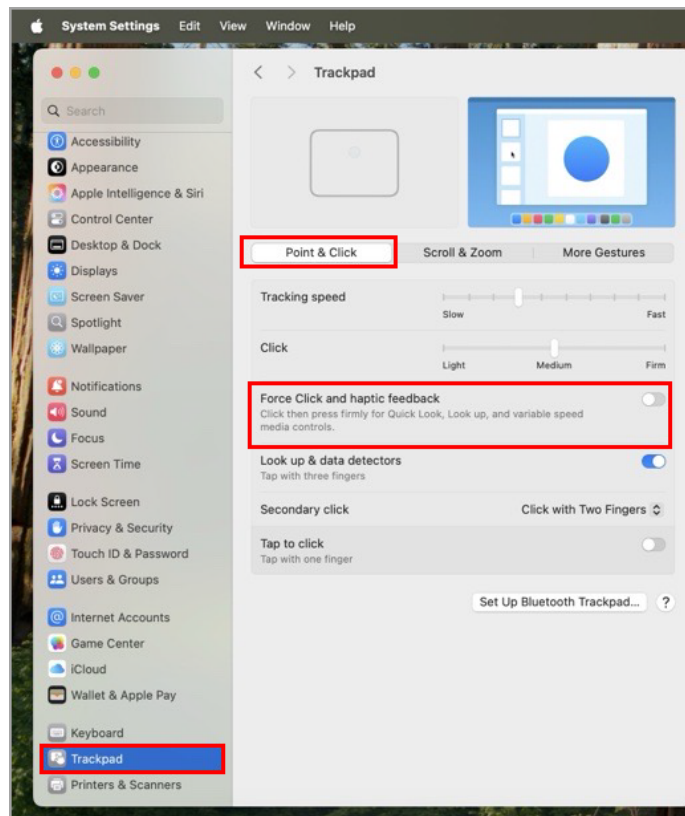 System Settings Edit View Window Help
Trackpad
Search
Accessibility
Appearance
Apple Intelligence & Siri
Control Center
Desktop & Dock
Displays
Screen Saver
Spotlight
Wallpaper
Notifications
Sound
Focus
Screen Time
Lock Screen
Privacy & Security
Touch ID & Password
Users & Groups
Internet Accounts
Game Center
iCloud
Wallet & Apple Pay
Keyboard
Trackpad
Printers & Scanners
Point & Click Scroll & Zoom More Gestures
Tracking speed
Slow Fast
Click
Light Medium Firm
Force Click and haptic feedback
Click then press firmly for Quick Look, Look up, and variable speed
media controls.
Look up & data detectors
Tap with three fingers
Secondary click Click with Two Fingers
Tap to click
Tap with one finger
Set Up Bluetooth Trackpad... ?